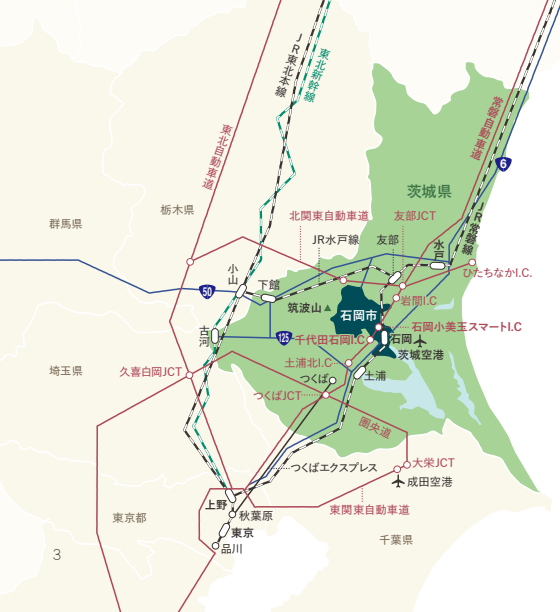 JR東北本線
東北新幹線
東北自動車道
常磐自動車道
6
茨城県
栃木県
群馬県
北関東自動車道
友部JCT
JR水戸線
友部
水戸
JR常磐線
ひたちなかI.C.
小山
下館
50
岩間I.C
筑波山
石岡市
石岡小美玉スマートI.C
古河
125
千代田石岡I.C
石岡
茨城空港
土浦北I.C
埼玉県
久喜白岡JCT
つくば
土浦
つくばJCT
圏央道
つくばエクスプレス
大栄JCT
成田空港
上野
秋葉原
東京都
東関東自動車道
東京
品川
千葉県
3